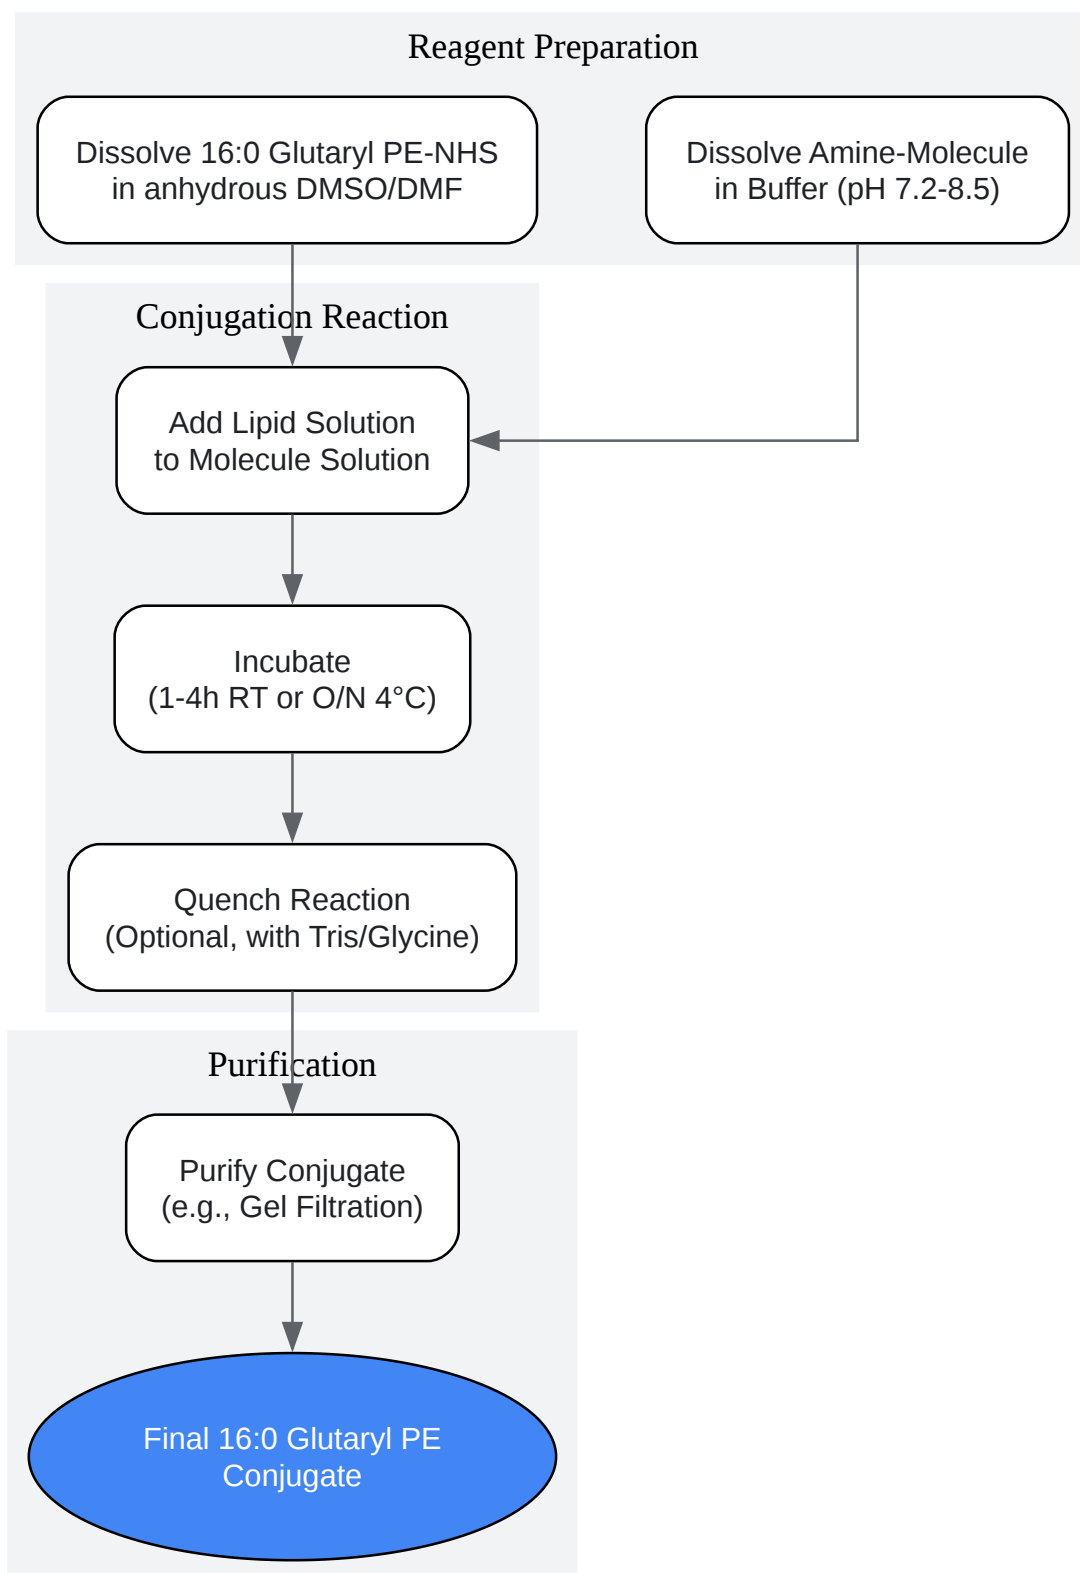 Reagent Preparation
Dissolve 16:0 Glutaryl PE-NHS
in anhydrous DMSO/DMF
Dissolve Amine-Molecule
in Buffer (pH 7.2-8.5)
Conjugation Reaction
Add Lipid Solution
to Molecule Solution
Incubate
(1-4h RT or O/N 4°C)
Quench Reaction
(Optional, with Tris/Glycine)
Purification
Purify Conjugate
(e.g., Gel Filtration)
Final 16:0 Glutaryl PE
Conjugate